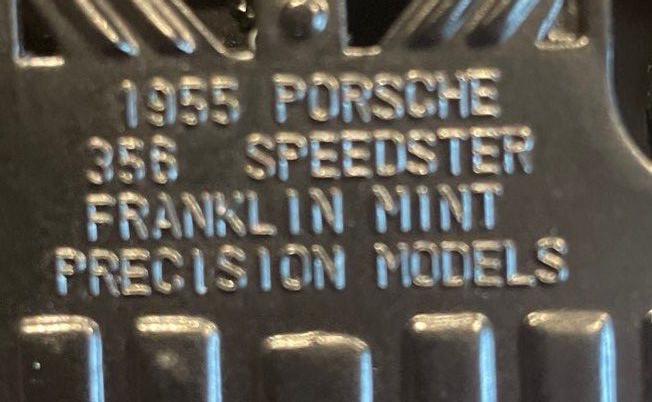 1955 PORSCHE
356 SPEEDSTER
FRANKLIN MINT
PRECISION MODELS